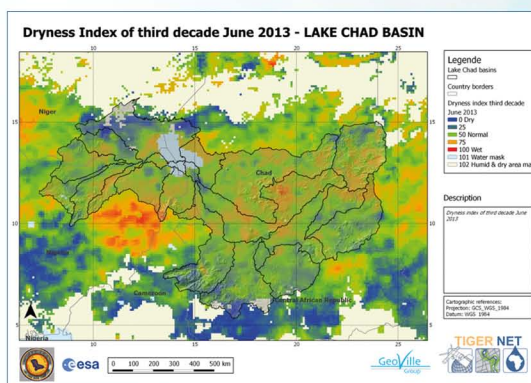 Dryness Index of third decade June 2013 - LAKE CHAD BASIN
10
15
20
25
Niger
15
15
Chad
10
10
Nigeria
Cameroon
Central African Republic
5
5
Nigeria
10
15
20
25
Legende
Lake Chad basins
Country borders
Dryness index third decade
June 2013
0 Dry
25
50 Normal
75
100 Wet
101 Water mask
102 Humid & dry area ma
Description
Dryness index of third decade June
2013
Cartographic references:
Projection: GCS_WGS_1984
Datum: WGS 1984
esa
0 100 200 300 400 500 km
GeoVille
Group
TIGER NET